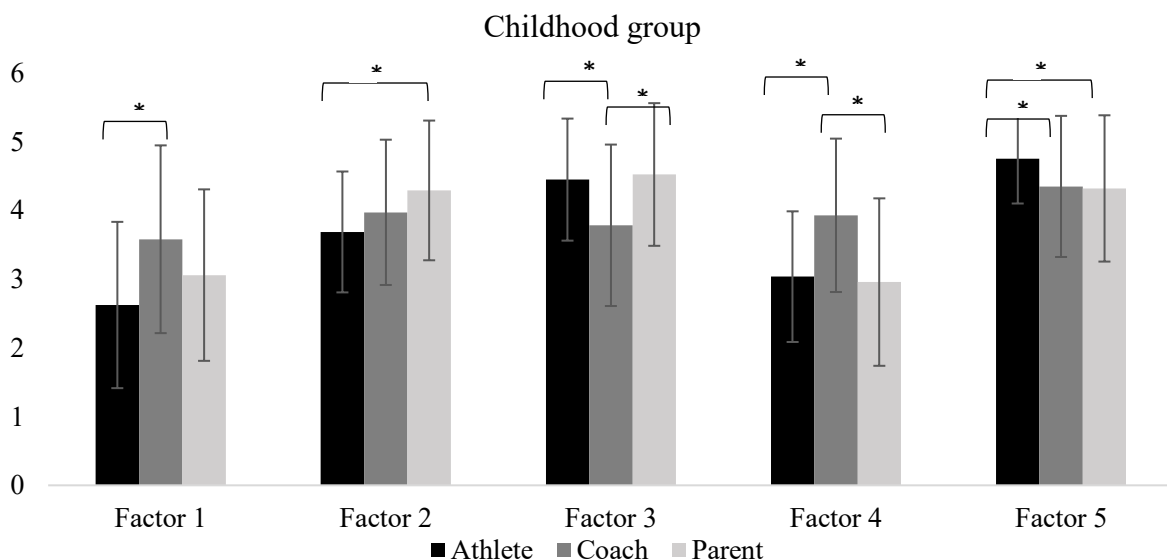 Childhood group
6
5
4
3
2
1
0
* * * * * * * *
Factor 1 Factor 2 Factor 3 Factor 4 Factor 5
Athlete Coach Parent